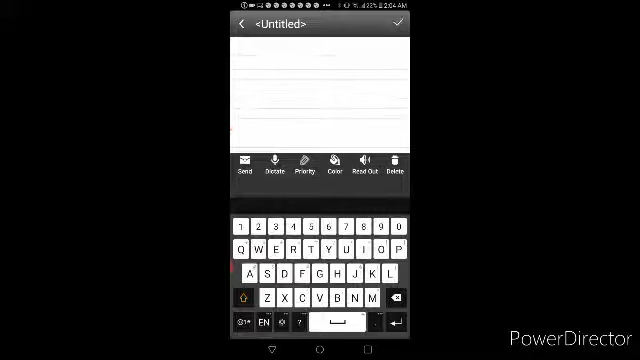 22% 2:04 AM
<Untitled>
Send Dictate Priority Color Read Out Delete
1 2 3 4 5 6 7 8 9 0
Q W E R T Y U I O P
A S D F G H J K L
Z X C V B N M
EN ? .
PowerDirector